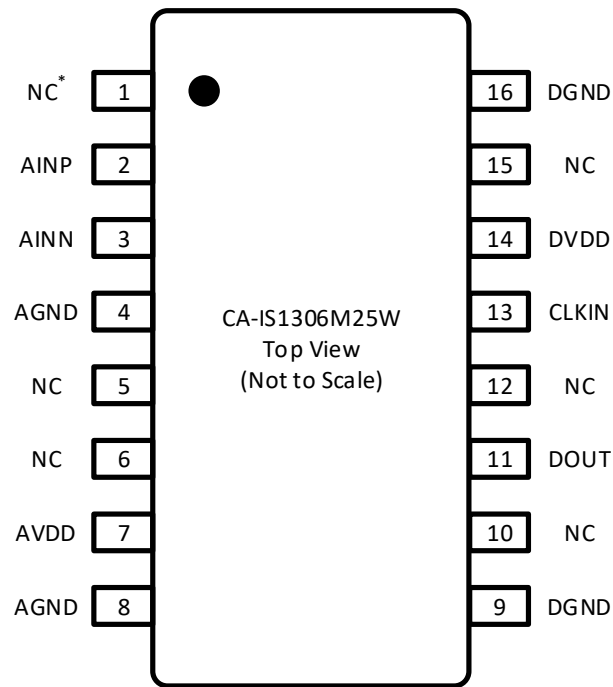 NC* 1 16 DGND
AINP 2 15 NC
AINN 3 14 DVDD
AGND 4 13 CLKIN
CA-IS1306M25W
Top View
(Not to Scale)
NC 5 12 NC
NC 6 11 DOUT
AVDD 7 10 NC
AGND 8 9 DGND